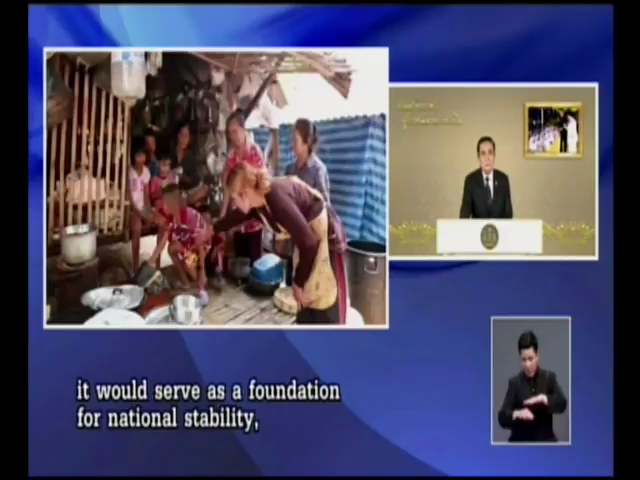 it would serve as a foundation
for national stability,